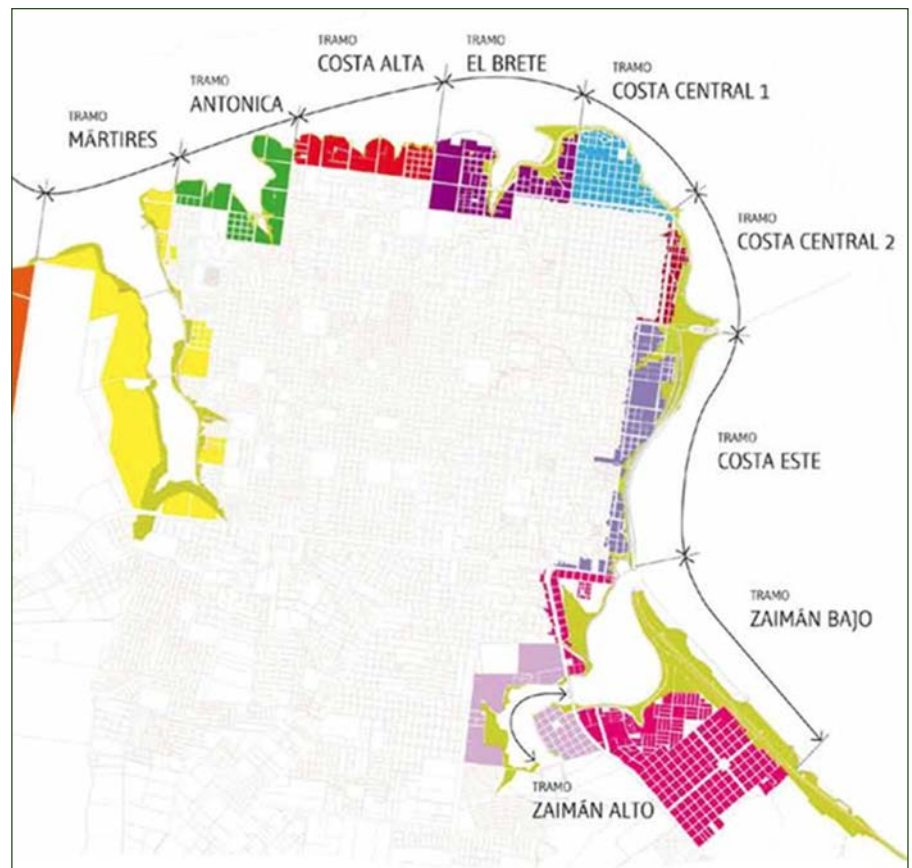 TRAMO
MÄRTIRES
TRAMO
ANTONICA
TRAMO
COSTA ALTA
TRAMO
EL BRETE
TRAMO
COSTA CENTRAL 1
TRAMO
COSTA CENTRAL 2
TRAMO
COSTA ESTE
TRAMO
ZAIMÁN BAJO
TRAMO
ZAIMÁN ALTO